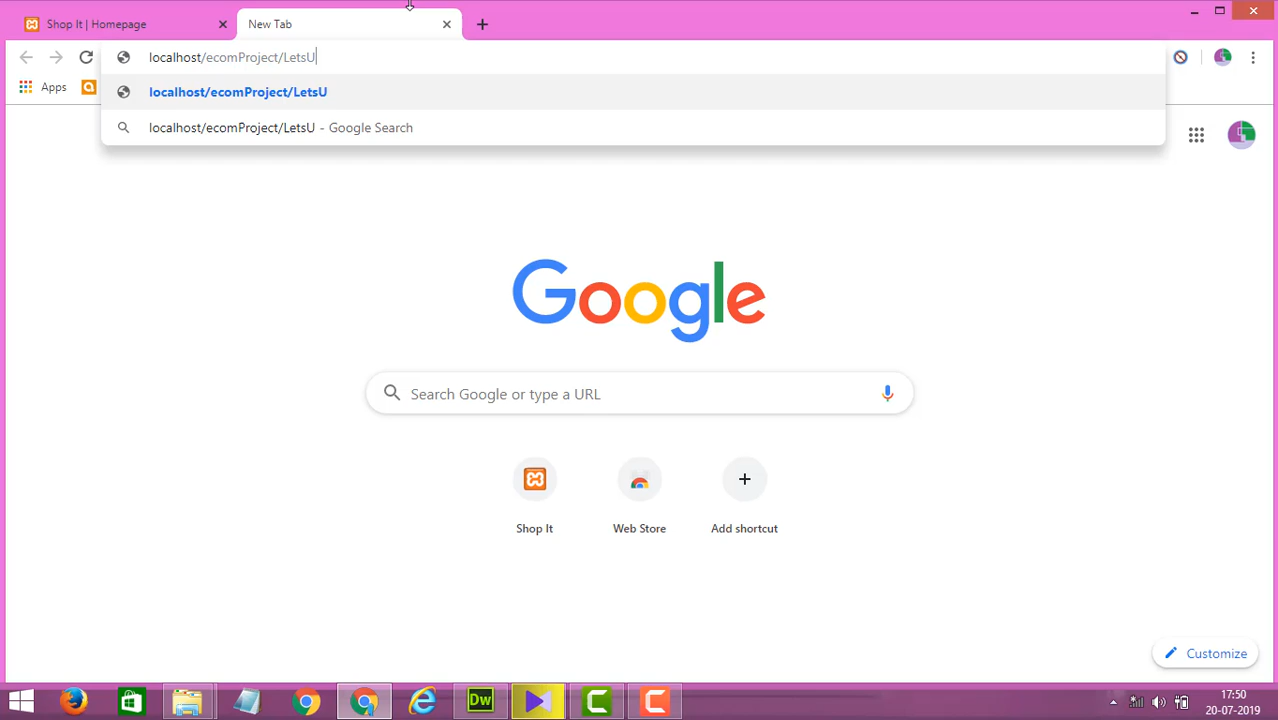 Shop It | Homepage
New Tab
localhost/ecomProject/LetsU
Apps
localhost/ecomProject/LetsU
localhost/ecomProject/LetsU - Google Search
Google
Search Google or type a URL
Shop It
Web Store
Add shortcut
Customize
Dw
17:50
20-07-2019